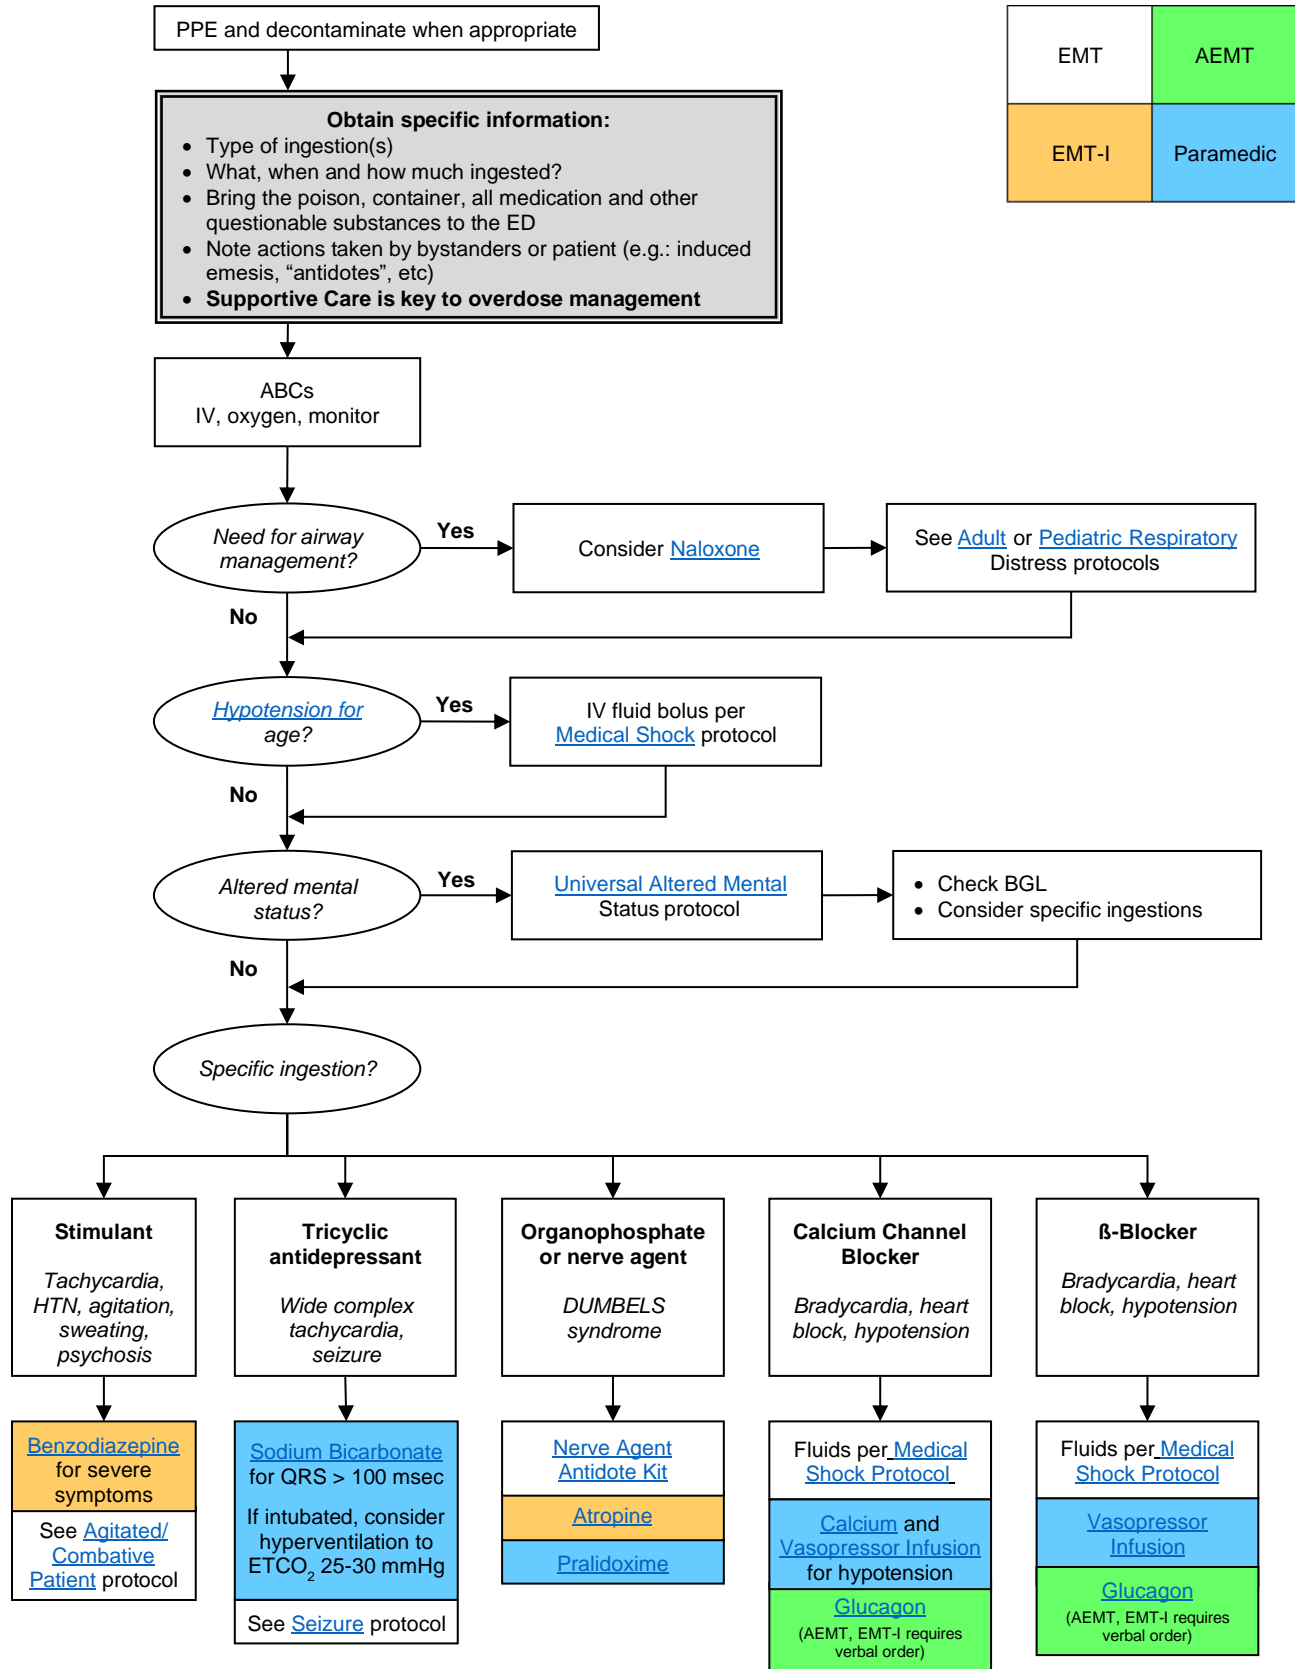 PPE and decontaminate when appropriate
EMT
AEMT
EMT-I
Paramedic
Obtain specific information:
• Type of ingestion(s)
• What, when and how much ingested?
• Bring the poison, container, all medication and other
questionable substances to the ED
• Note actions taken by bystanders or patient (e.g.: induced
emesis, “antidotes”, etc)
• Supportive Care is key to overdose management
ABCs
IV, oxygen, monitor
Need for airway
management?
Yes
Consider Naloxone
See Adult or Pediatric Respiratory
Distress protocols
No
Hypotension for
age?
Yes
IV fluid bolus per
Medical Shock protocol
No
Altered mental
status?
Yes
Universal Altered Mental
Status protocol
• Check BGL
• Consider specific ingestions
No
Specific ingestion?
Stimulant
Tachycardia,
HTN, agitation,
sweating,
psychosis
Benzodiazepine
for severe
symptoms
See Agitated/
Combative
Patient protocol
Tricyclic
antidepressant
Wide complex
tachycardia,
seizure
Sodium Bicarbonate
for QRS > 100 msec
If intubated, consider
hyperventilation to
ETCO2 25-30 mmHg
See Seizure protocol
Organophosphate
or nerve agent
DUMBELS
syndrome
Nerve Agent
Antidote Kit
Atropine
Pralidoxime
Calcium Channel
Blocker
Bradycardia, heart
block, hypotension
Fluids per Medical
Shock Protocol
Calcium and
Vasopressor Infusion
for hypotension
Glucagon
(AEMT, EMT-I requires
verbal order)
ß-Blocker
Bradycardia, heart
block, hypotension
Fluids per Medical
Shock Protocol
Vasopressor
Infusion
Glucagon
(AEMT, EMT-I requires
verbal order)